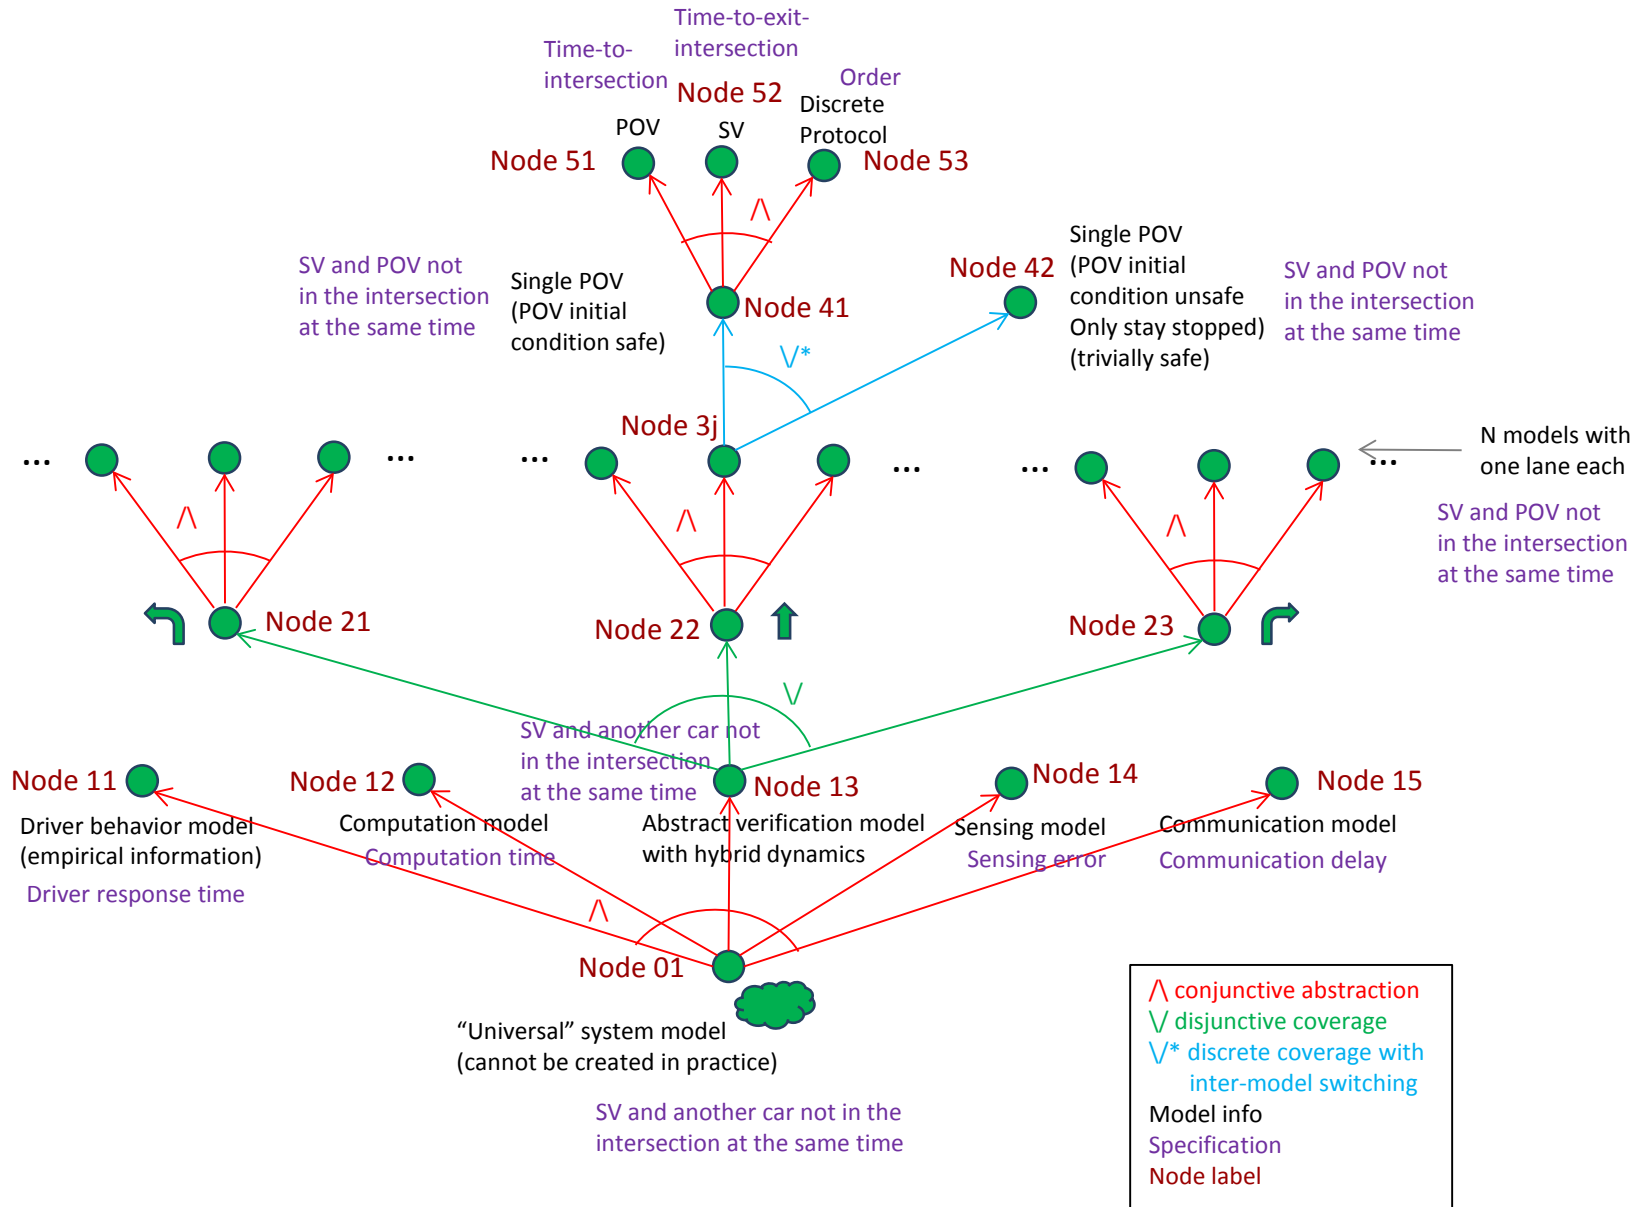 Time-to-exit-
intersection
Time-to-
intersection
Node 52
Order
Discrete
Protocol
POV
SV
Node 51
Node 53
/\
SV and POV not
in the intersection
at the same time
Single POV
(POV initial
condition safe)
Node 41
Node 42
Single POV
(POV initial
condition unsafe
Only stay stopped)
(trivially safe)
SV and POV not
in the intersection
at the same time
\/*
Node 3j
...
...
...
...
...
...
N models with
one lane each
/\
/\
/\
SV and POV not
in the intersection
at the same time
Node 21
Node 22
Node 23
\/
SV and another car not
in the intersection
at the same time
Node 11
Node 12
Node 13
Node 14
Node 15
Driver behavior model
(empirical information)
Driver response time
Computation model
Computation time
Abstract verification model
with hybrid dynamics
Sensing model
Sensing error
Communication model
Communication delay
/\
Node 01
“Universal” system model
(cannot be created in practice)
SV and another car not in the
intersection at the same time
/\ conjunctive abstraction
\/ disjunctive coverage
\/* discrete coverage with
inter-model switching
Model info
Specification
Node label